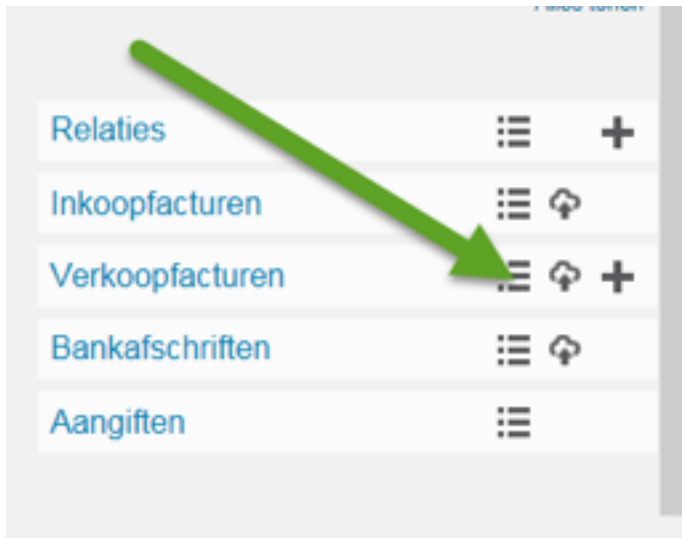 Relaties
Inkoopfacturen
Verkoopfacturen
Bankafschriften
Aangiften